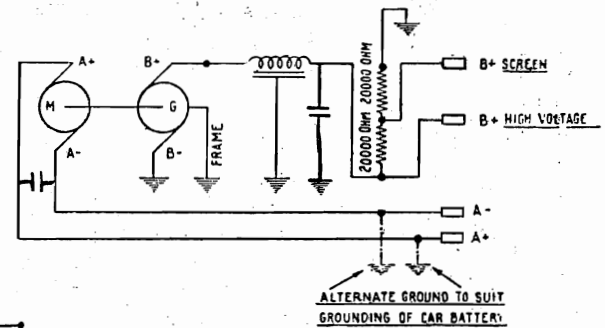 A+
B+
M
G
A-
B-
FRAME
20000 OHM 20000 OHM
B+ SCREEN
B+ HIGH VOLTAGE
A-
A+
ALTERNATE GROUND TO SUIT
GROUNDING OF CAR BATTERY